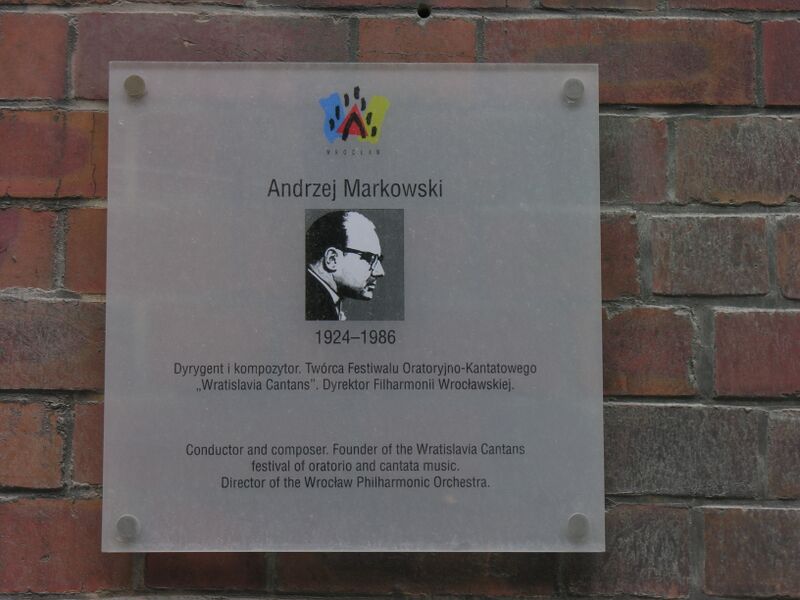 WROCŁAW
Andrzej Markowski
1924–1986
Dyrygent i kompozytor. Twórca Festiwalu Oratoryjno-Kantatowego
„Wratislavia Cantans”. Dyrektor Filharmonii Wrocławskiej.
Conductor and composer. Founder of the Wratislavia Cantans
festival of oratorio and cantata music.
Director of the Wrocław Philharmonic Orchestra.